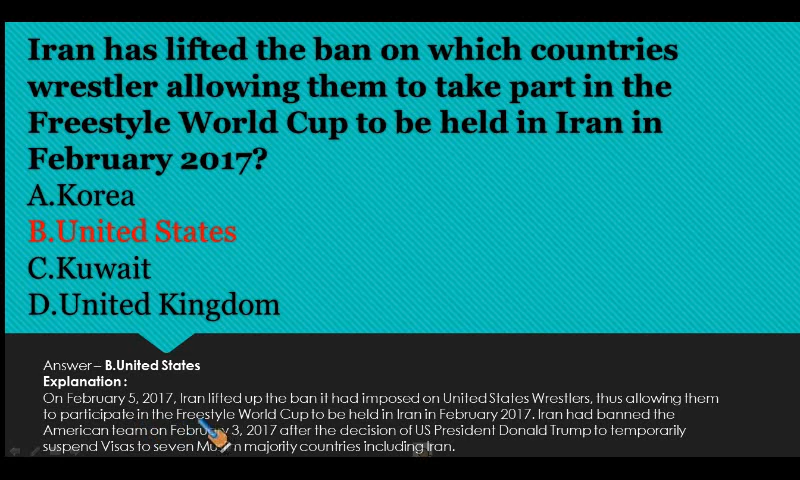 Iran has lifted the ban on which countries
wrestler allowing them to take part in the
Freestyle World Cup to be held in Iran in
February 2017?
A.Korea
B.United States
C.Kuwait
D.United Kingdom
Answer – B.United States
Explanation :
On February 5, 2017, Iran lifted up the ban it had imposed on United States Wrestlers, thus allowing them
to participate in the Freestyle World Cup to be held in Iran in February 2017. Iran had banned the
American team on February 3, 2017 after the decision of US President Donald Trump to temporarily
suspend Visas to seven Muslim majority countries including Iran.